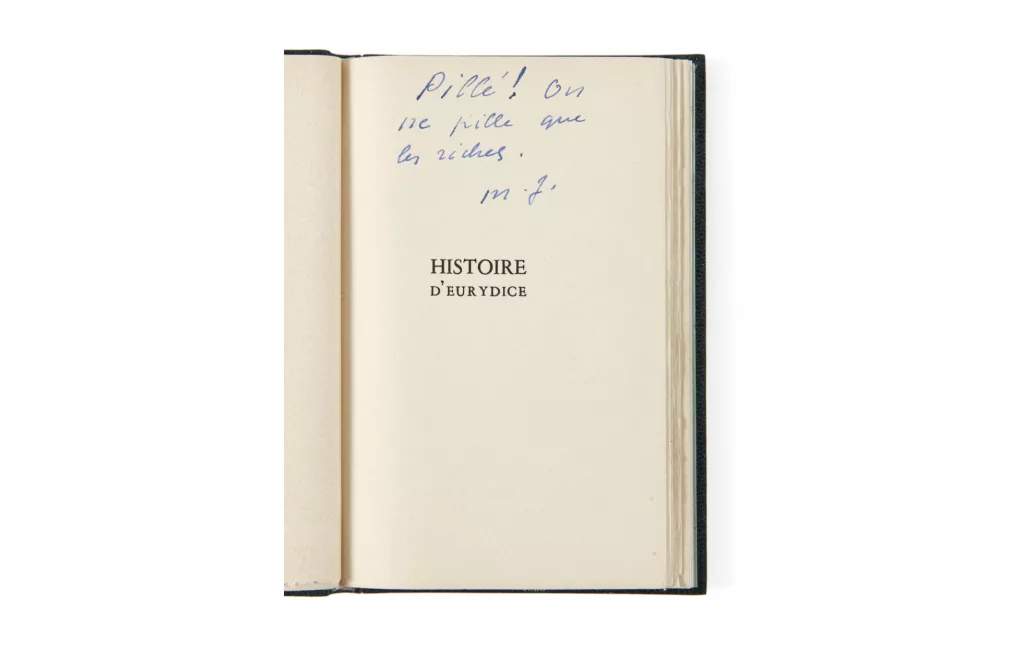 Pillé! On
ne pille que
les riches.
M. J.
HISTOIRE
D'EURYDICE